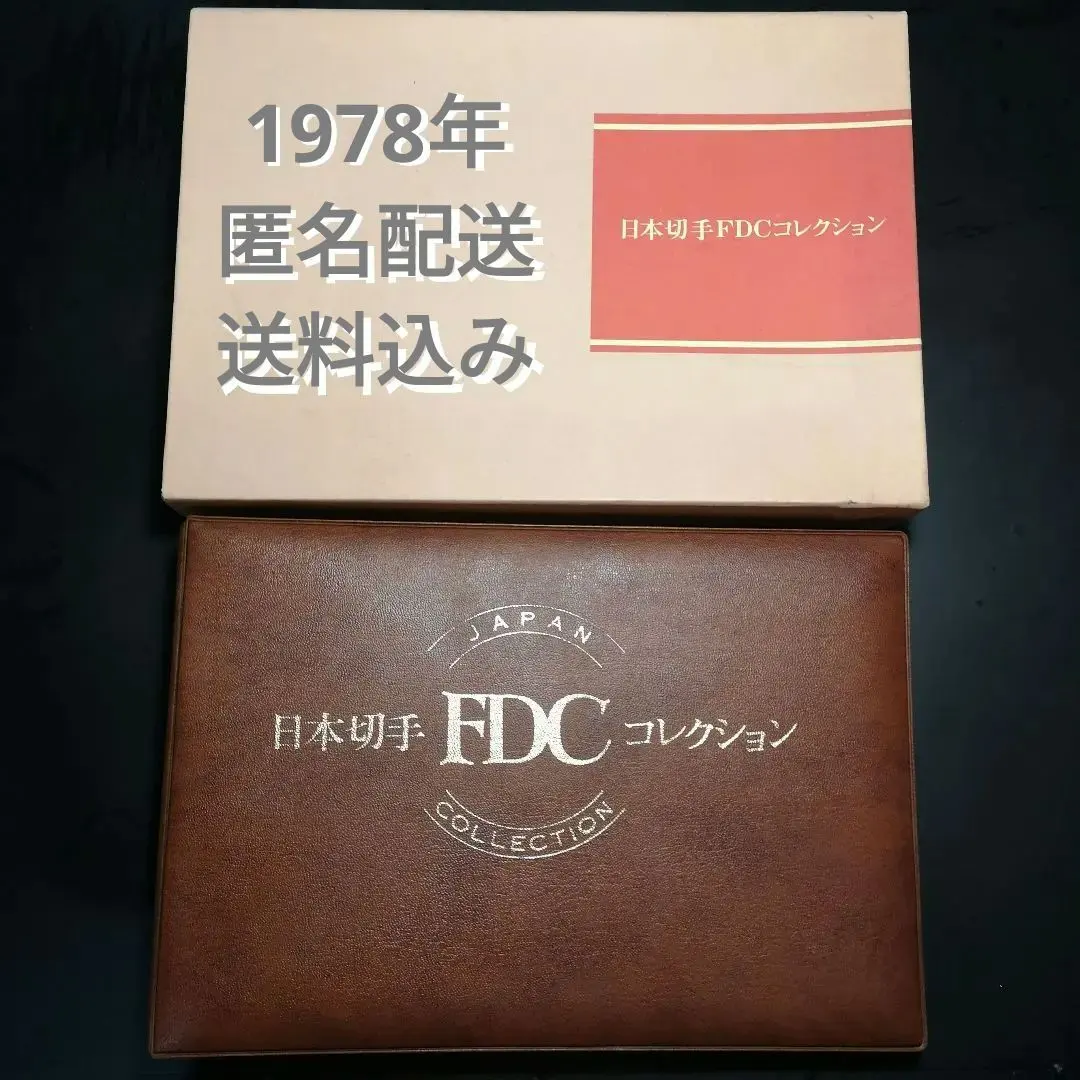 1978年
匿名配送
送料込み
日本切手FDCコレクション
JAPAN
日本切手 FDC コレクション
COLLECTION